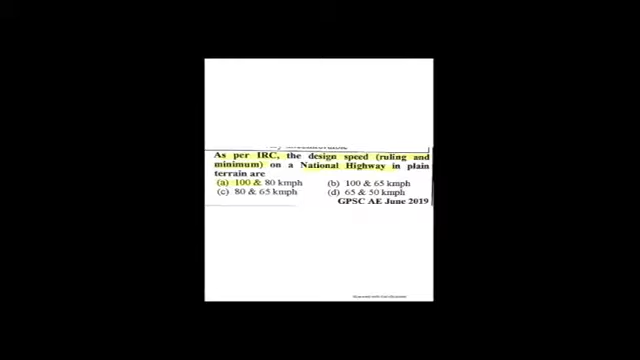 As per IRC, the design speed (ruling and
minimum) on a National Highway in plain
terrain are
(a) 100 & 80 kmph (b) 100 & 65 kmph
(c) 80 & 65 kmph (d) 65 & 50 kmph
GPSC AE June 2019